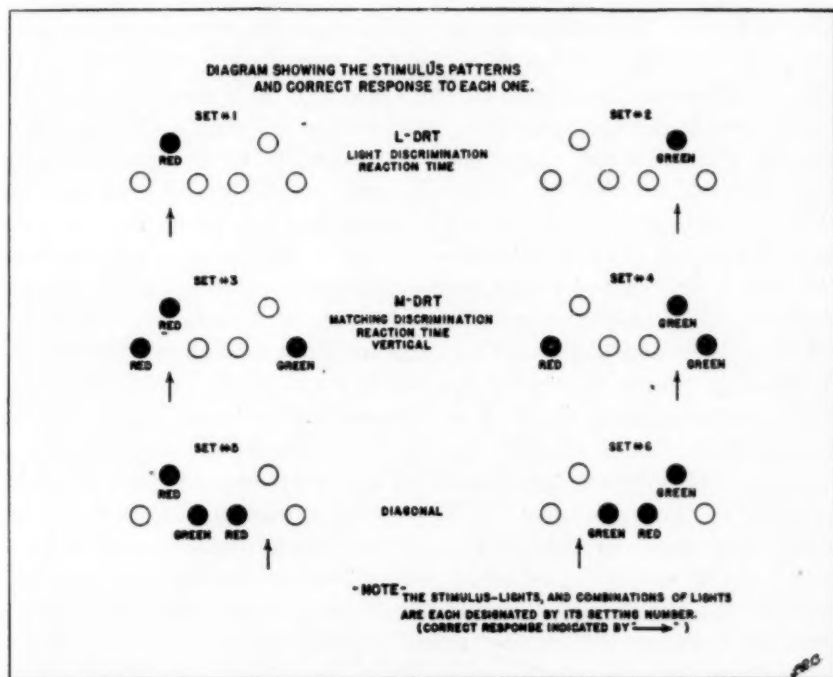 DIAGRAM SHOWING THE STIMULUS PATTERNS
AND CORRECT RESPONSE TO EACH ONE.
SET #1
SET #2
L-DRT
LIGHT DISCRIMINATION
REACTION TIME
RED
GREEN
SET #3
SET #4
M-DRT
MATCHING DISCRIMINATION
REACTION TIME
VERTICAL
RED
GREEN
RED
GREEN
RED
GREEN
SET #5
SET #6
RED
GREEN
DIAGONAL
GREEN RED
GREEN RED
-NOTE- THE STIMULUS-LIGHTS, AND COMBINATIONS OF LIGHTS
ARE EACH DESIGNATED BY ITS SETTING NUMBER.
(CORRECT RESPONSE INDICATED BY "⟶" )